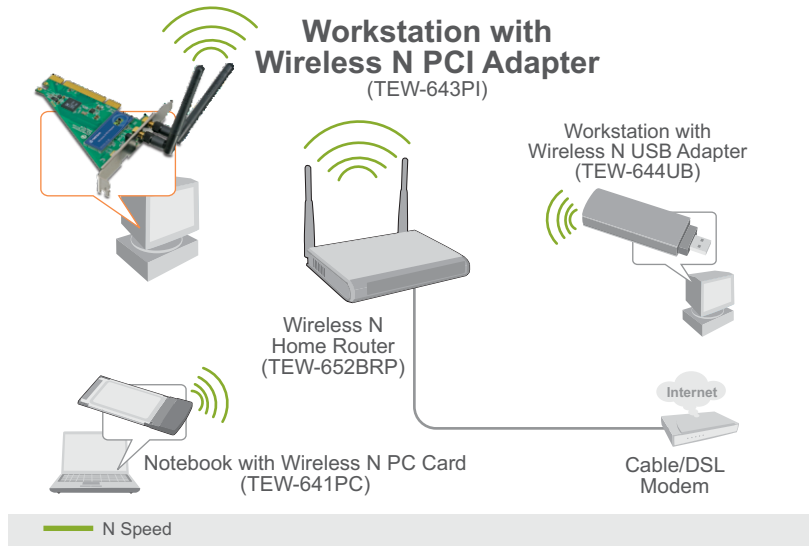 Workstation with
Wireless N PCI Adapter
(TEW-643PI)
Workstation with
Wireless N USB Adapter
(TEW-644UB)
Wireless N
Home Router
(TEW-652BRP)
Internet
Notebook with Wireless N PC Card
(TEW-641PC)
Cable/DSL
Modem
N Speed